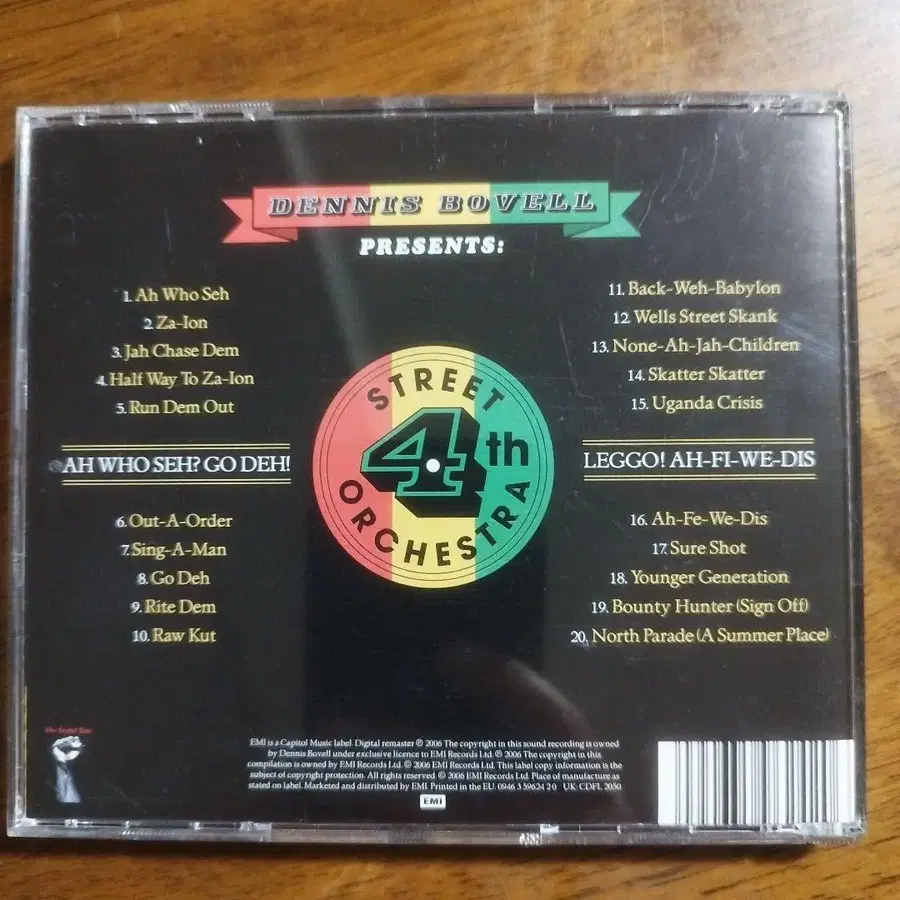 DENNIS BOVELL
PRESENTS:
1. Ah Who Seh
2. Za-Ion
3. Jah Chase Dem
4. Half Way To Za-Ion
5. Run Dem Out
AH WHO SEH? GO DEH!
6. Out-A-Order
7. Sing-A-Man
8. Go Deh
9. Rite Dem
10. Raw Kut
STREET
4th
ORCHESTRA
11. Back-Weh-Babylon
12. Wells Street Skank
13. None-Ah-Jah-Children
14. Skatter Skatter
15. Uganda Crisis
LEGGO! AH-FI-WE-DIS
16. Ah-Fe-We-Dis
17. Sure Shot
18. Younger Generation
19. Bounty Hunter (Sign Off)
20. North Parade (A Summer Place)
EMI is a Capitol Music label. Digital remaster ℗ 2006 The copyright in this sound recording is owned
by Dennis Bovell under exclusive licence to EMI Records Ltd. ℗ 2006 The copyright in this
compilation is owned by EMI Records Ltd. © 2006 EMI Records Ltd. This label copy information is the
subject of copyright protection. All rights reserved. © 2006 EMI Records Ltd. Place of manufacture as
stated on label. Marketed and distributed by EMI. Printed in the EU. 0946 3 59624 2 0 UK: CDFL 2050
EMI